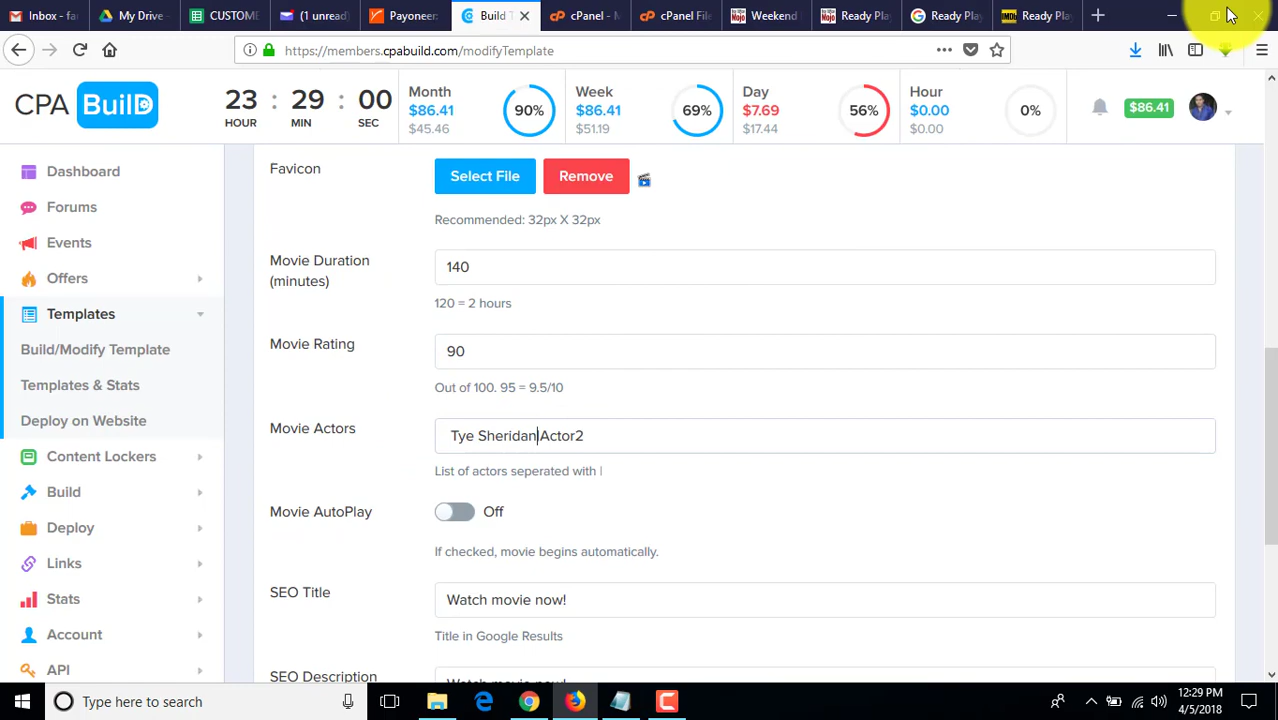 Inbox - fa
My Drive -
CUSTOME
(1 unread)
Payoneer:
Build T
cPanel - M
cPanel File
Weekend
Ready Play
Ready Play
Ready Play
https://members.cpabuild.com/modifyTemplate
CPA BuilD
23 : 29 : 00
HOUR MIN SEC
Month
$86.41
$45.46
90%
Week
$86.41
$51.19
69%
Day
$7.69
$17.44
56%
Hour
$0.00
$0.00
0%
$86.41
Dashboard
Forums
Events
Offers
Templates
Build/Modify Template
Templates & Stats
Deploy on Website
Content Lockers
Build
Deploy
Links
Stats
Account
API
Favicon
Select File
Remove
Recommended: 32px X 32px
Movie Duration
(minutes)
140
120 = 2 hours
Movie Rating
90
Out of 100. 95 = 9.5/10
Movie Actors
Tye Sheridan|Actor2
List of actors seperated with |
Movie AutoPlay
Off
If checked, movie begins automatically.
SEO Title
Watch movie now!
Title in Google Results
SEO Description
Watch movie now!
Type here to search
12:29 PM
4/5/2018